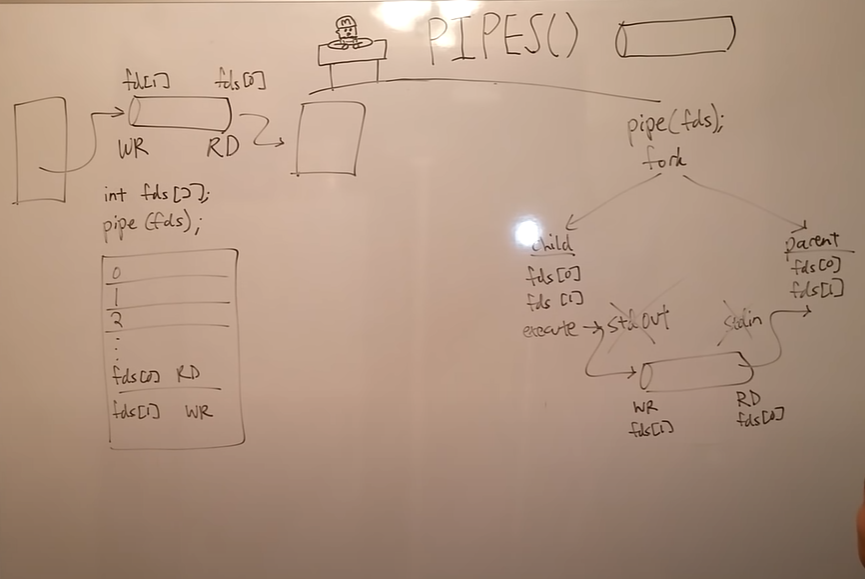 PIPES()
fd[1] fds[0]
WR RD
int fds[2];
pipe(fds);
0
1
2
:
:
fds[0] RD
fds[1] WR
M
pipe(fds);
fork
child
fds[0]
fds[1]
execute
stdout
parent
fds[0]
fds[1]
stdin
WR
fds[1]
RD
fds[0]